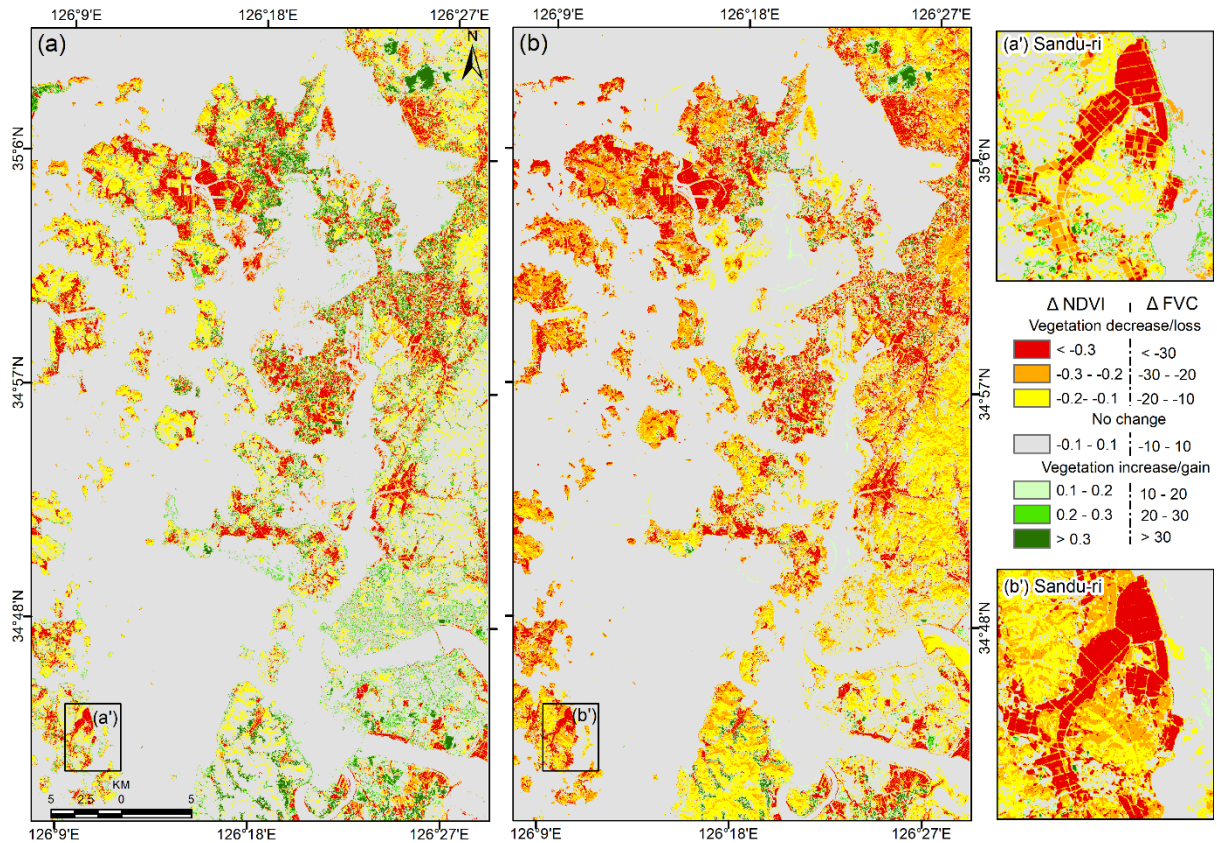 126°9'E 126°18'E 126°27'E 126°9'E 126°18'E 126°27'E
(a)
N
(b)
(a') Sandu-ri
35°6'N
35°6'N
Δ NDVI Δ FVC
Vegetation decrease/loss
< -0.3 < -30
-0.3 - -0.2 -30 - -20
-0.2- -0.1 -20 - -10
No change
-0.1 - 0.1 -10 - 10
Vegetation increase/gain
0.1 - 0.2 10 - 20
0.2 - 0.3 20 - 30
> 0.3 > 30
34°57'N
34°57'N
(b') Sandu-ri
34°48'N
34°48'N
(a')
(b')
KM
5 2.5 0 5
126°9'E 126°18'E 126°27'E 126°9'E 126°18'E 126°27'E